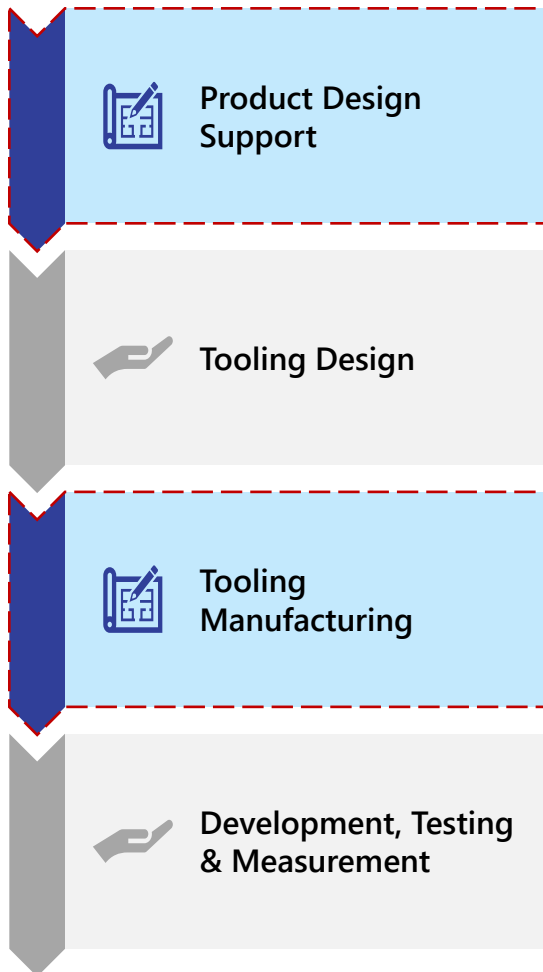 Product Design
Support
Tooling Design
Tooling
Manufacturing
Development, Testing
& Measurement